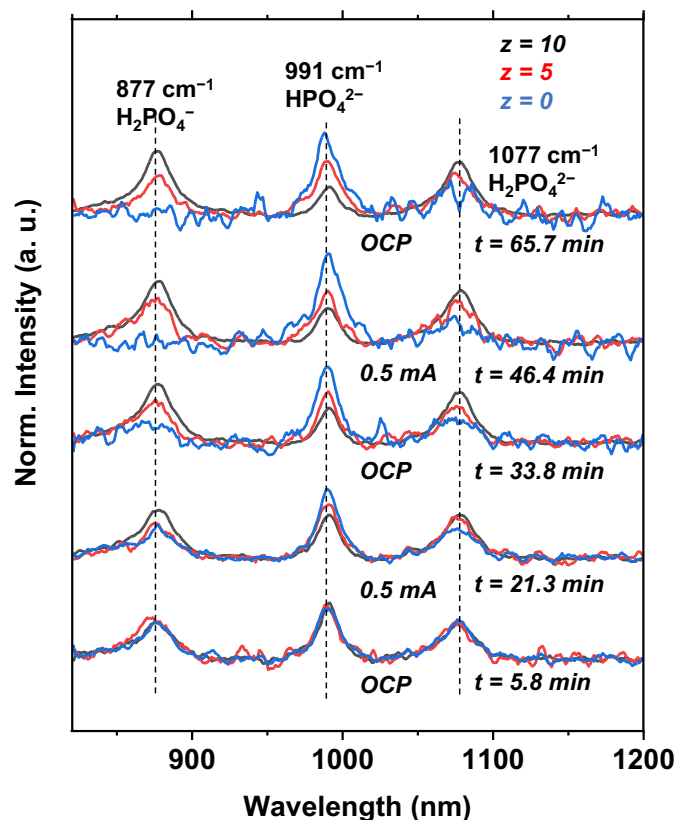 z = 10
z = 5
z = 0
877 cm⁻¹
H₂PO₄⁻
991 cm⁻¹
HPO₄²⁻
1077 cm⁻¹
H₂PO₄²⁻
OCP
t = 65.7 min
0.5 mA
t = 46.4 min
OCP
t = 33.8 min
0.5 mA
t = 21.3 min
OCP
t = 5.8 min
Norm. Intensity (a. u.)
900 1000 1100 1200
Wavelength (nm)